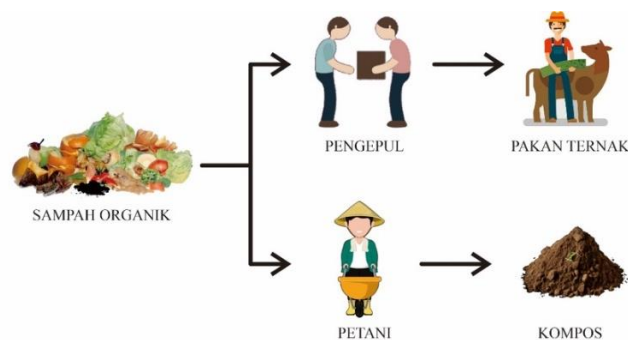 PENGEPUL
PAKAN TERNAK
SAMPAH ORGANIK
PETANI
KOMPOS